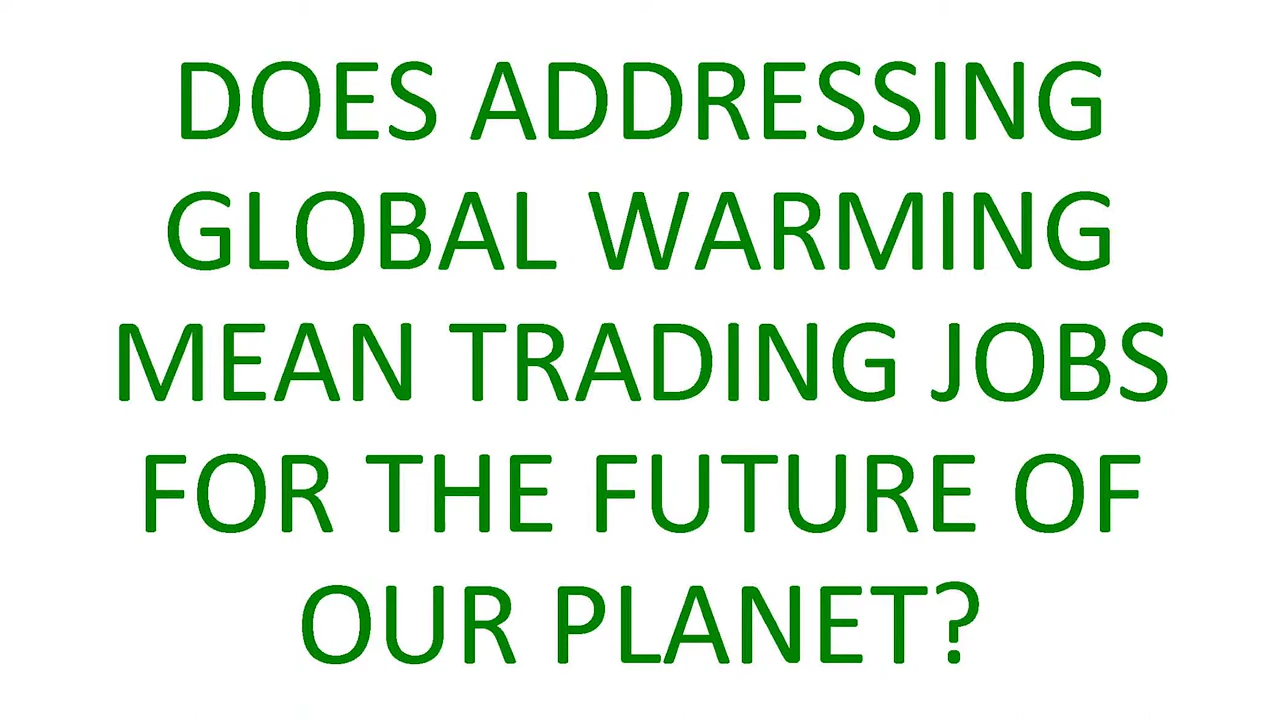 DOES ADDRESSING
GLOBAL WARMING
MEAN TRADING JOBS
FOR THE FUTURE OF
OUR PLANET?